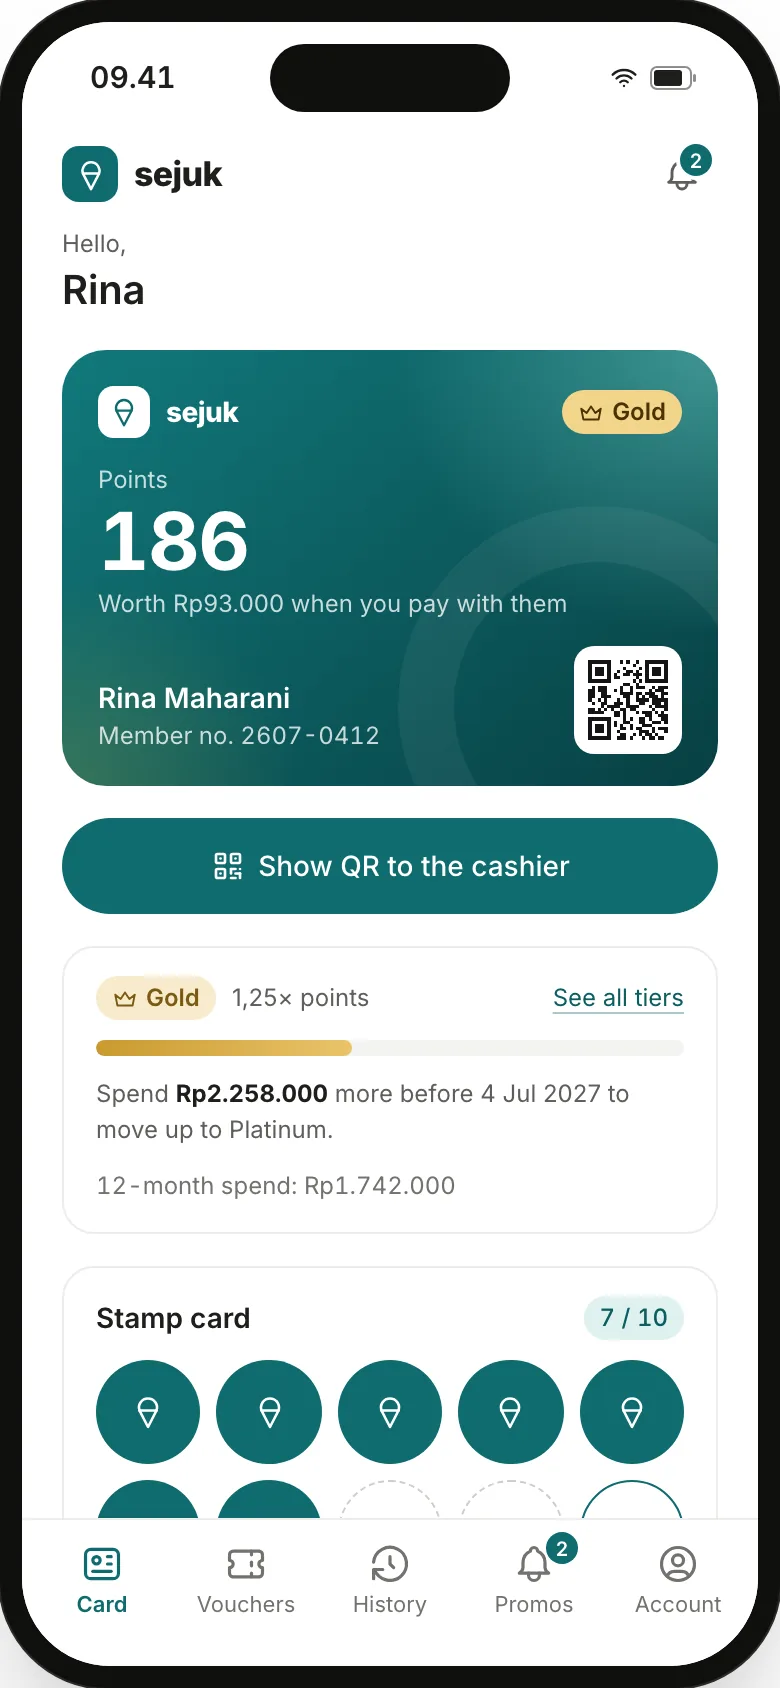 09.41
sejuk
2
Hello,
Rina
sejuk
Gold
Points
186
Worth Rp93.000 when you pay with them
Rina Maharani
Member no. 2607-0412
Show QR to the cashier
Gold
1,25× points
See all tiers
Spend Rp2.258.000 more before 4 Jul 2027 to
move up to Platinum.
12-month spend: Rp1.742.000
Stamp card
7 / 10
2
Card
Vouchers
History
Promos
Account